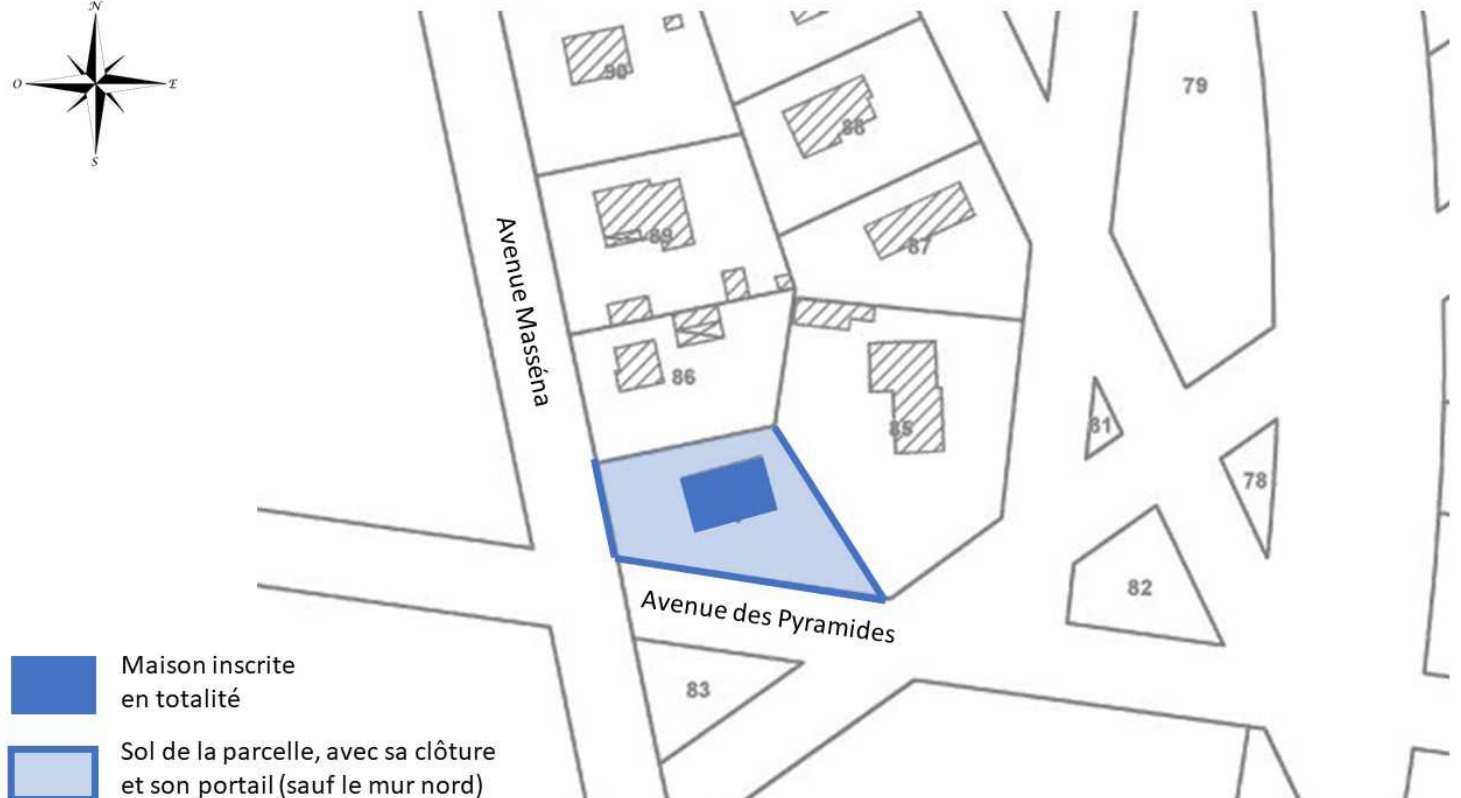 N
O
E
S
90
79
88
89
87
86
85
81
78
82
83
Avenue Masséna
Avenue des Pyramides
Maison inscrite
en totalité
Sol de la parcelle, avec sa clôture
et son portail (sauf le mur nord)